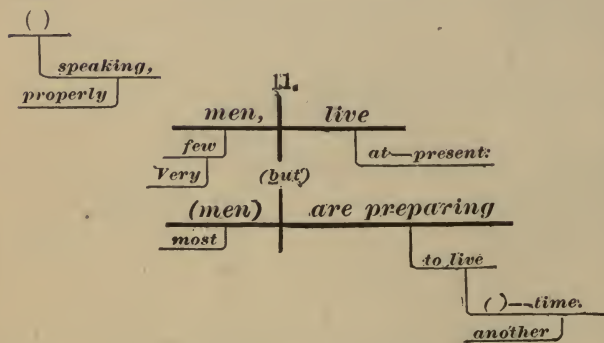 ( )
speaking,
properly
11.
men, live
few
at—present:
Very
(but)
(men) are preparing
most
to live
( )—time.
another